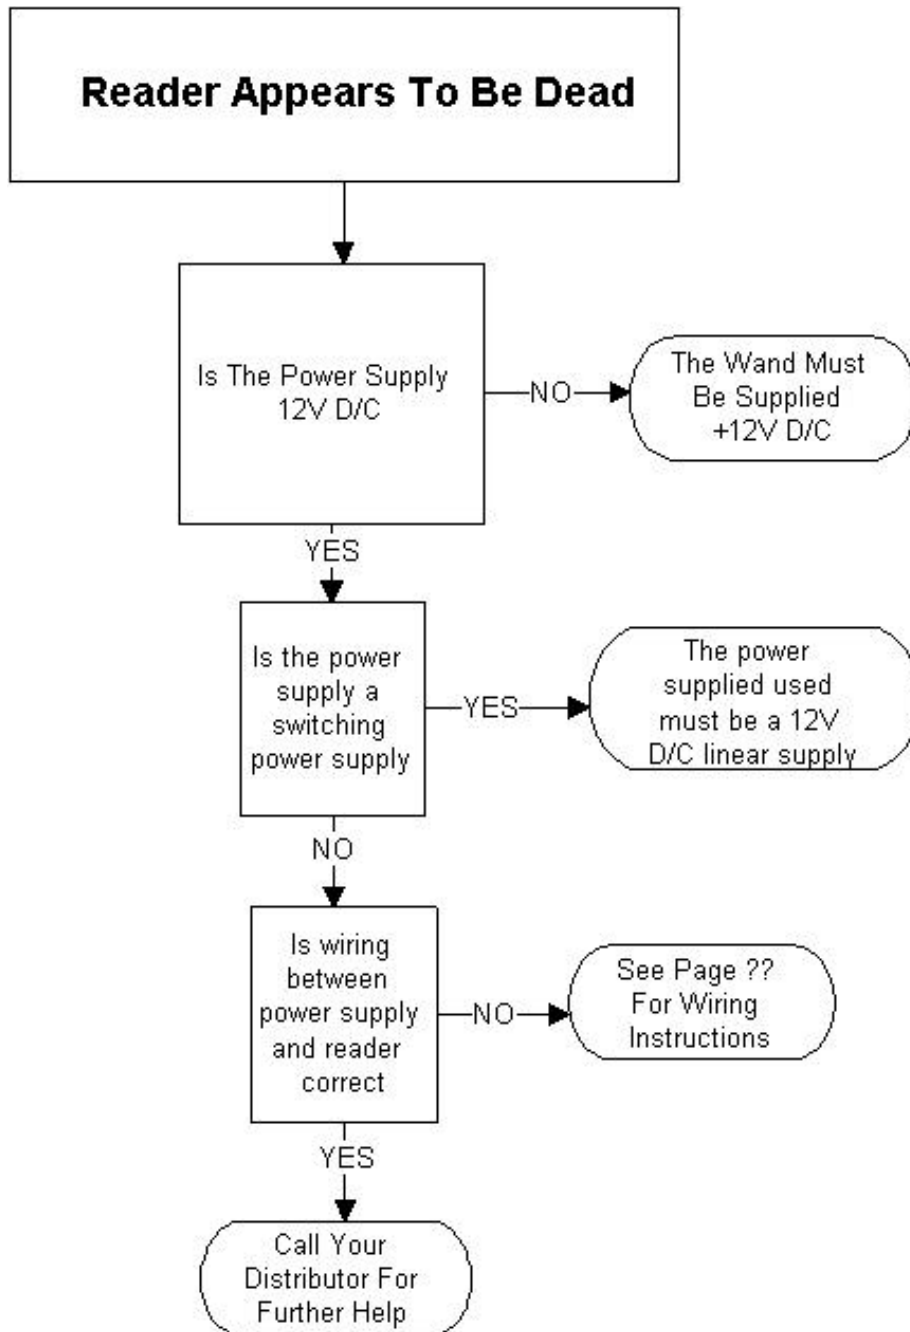 Reader Appears To Be Dead
Is The Power Supply
12V D/C
NO
The Wand Must
Be Supplied
+12V D/C
YES
Is the power
supply a
switching
power supply
YES
The power
supplied used
must be a 12V
D/C linear supply
NO
Is wiring
between
power supply
and reader
correct
NO
See Page ??
For Wiring
Instructions
YES
Call Your
Distributor For
Further Help